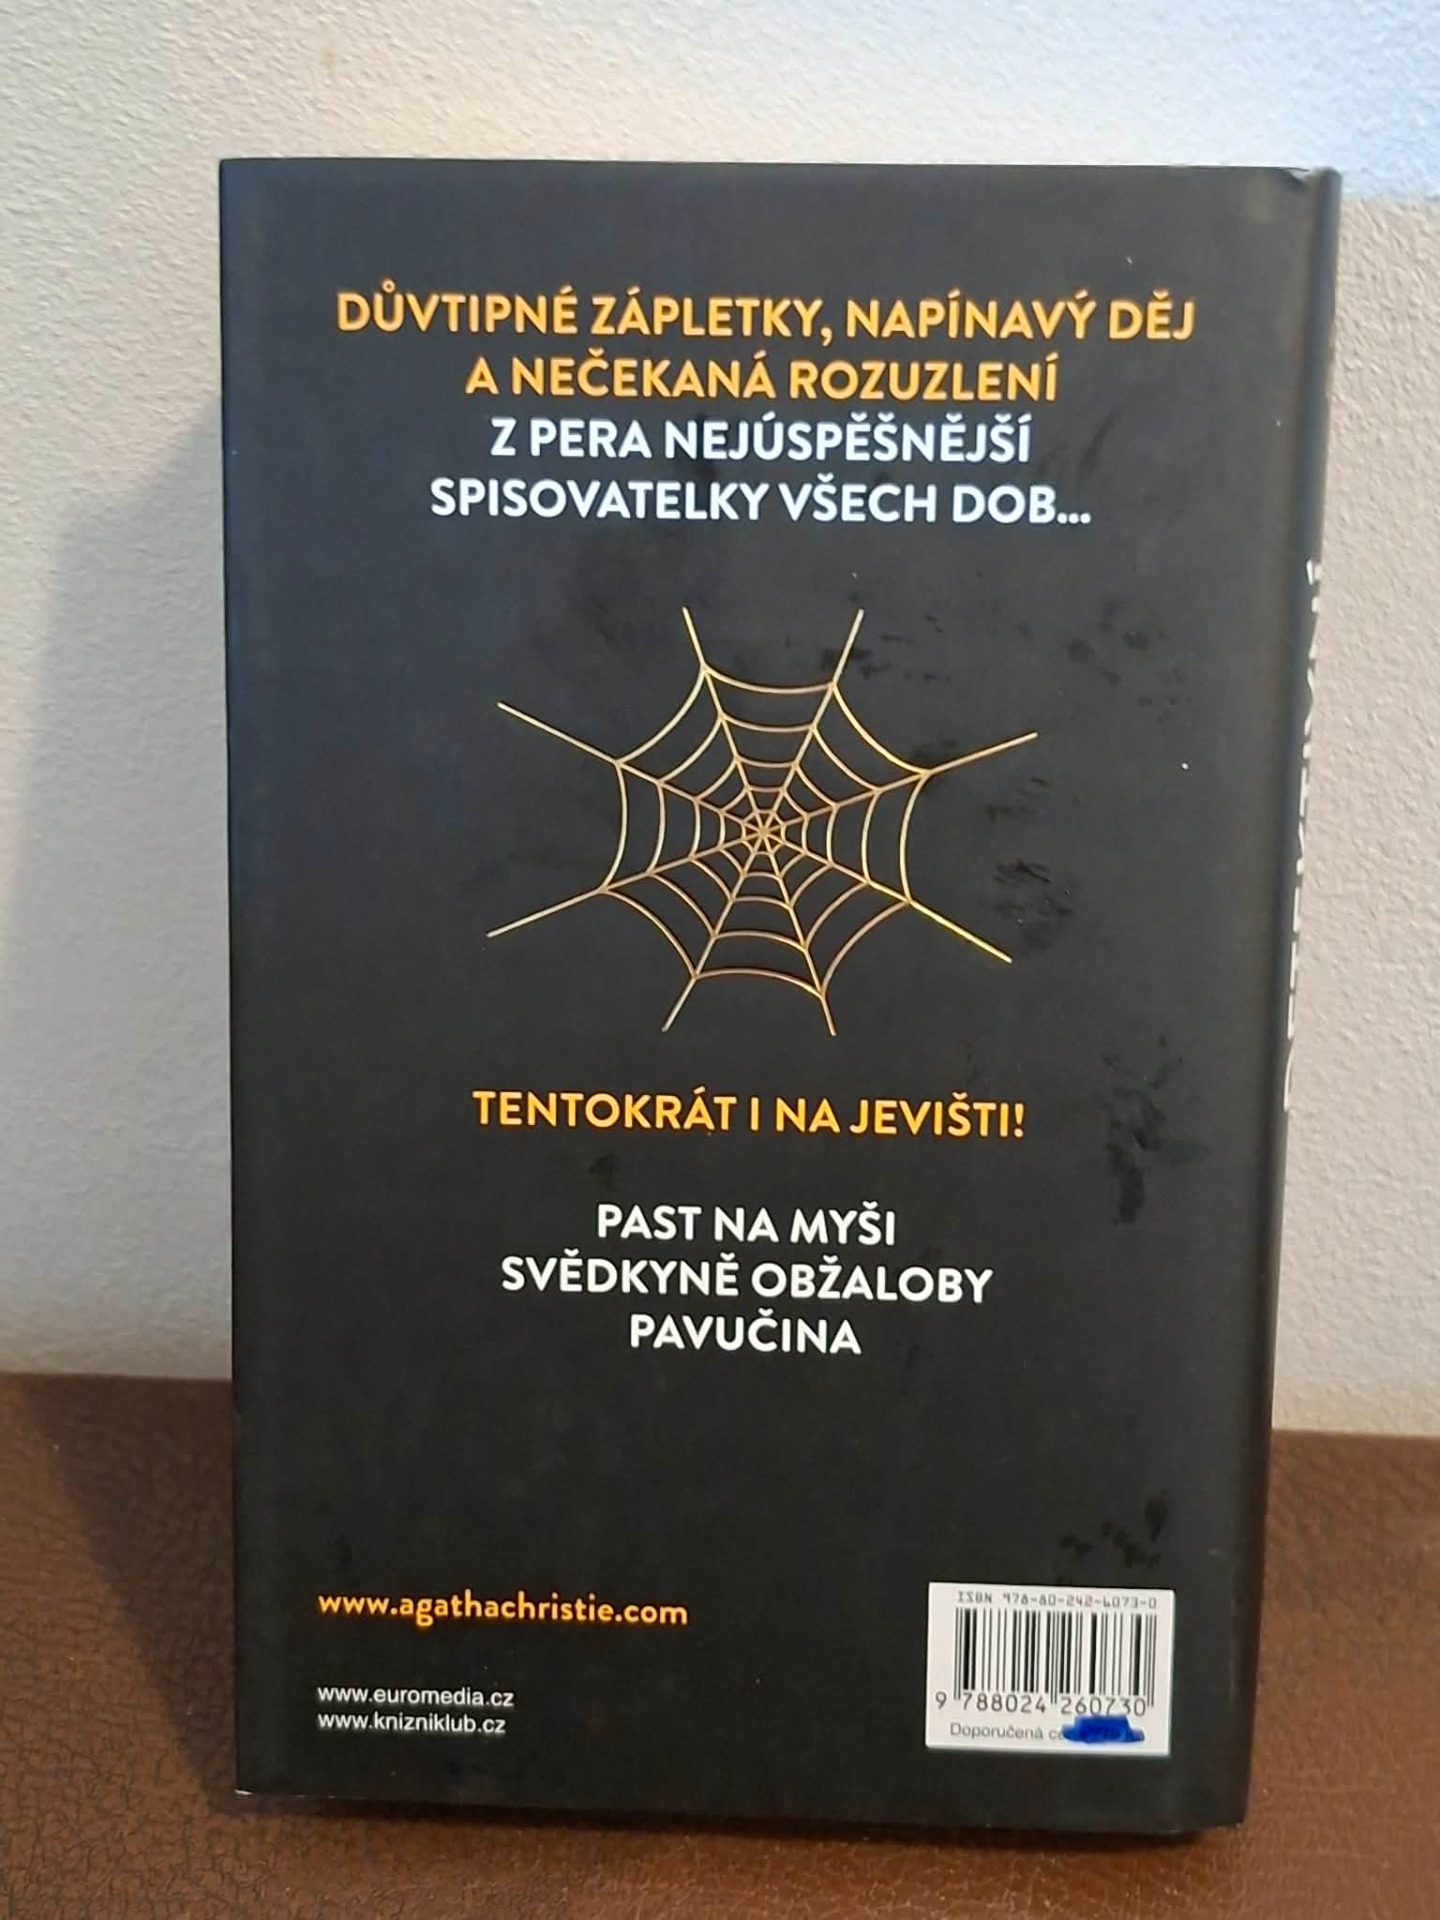 DŮVTIPNÉ ZÁPLETKY, NAPÍNAVÝ DĚJ
A NEČEKANÁ ROZUZLENÍ
Z PERA NEJÚSPĚŠNĚJŠÍ
SPISOVATELKY VŠECH DOB...
TENTOKRÁT I NA JEVIŠTI!
PAST NA MYŠI
SVĚDKYNĚ OBŽALOBY
PAVUČINA
www.agathachristie.com
www.euromedia.cz
www.knizniklub.cz
ISBN 978-80-242-6073-0
9 788024 260730
Doporučená